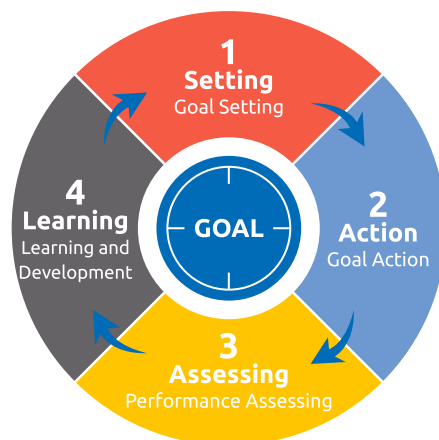 1
Setting
Goal Setting
2
Action
Goal Action
3
Assessing
Performance Assessing
4
Learning
Learning and
Development
GOAL